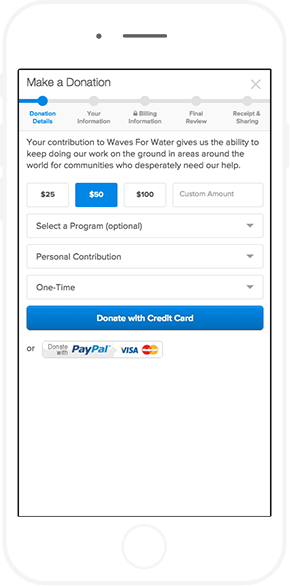 Make a Donation
Donation Details
Your Information
Billing Information
Final Review
Receipt & Sharing
Your contribution to Waves For Water gives us the ability to
keep doing our work on the ground in areas around the
world for communities who desperately need our help.
$25 $50 $100 Custom Amount
Select a Program (optional)
Personal Contribution
One-Time
Donate with Credit Card
or Donate with PayPal VISA MasterCard